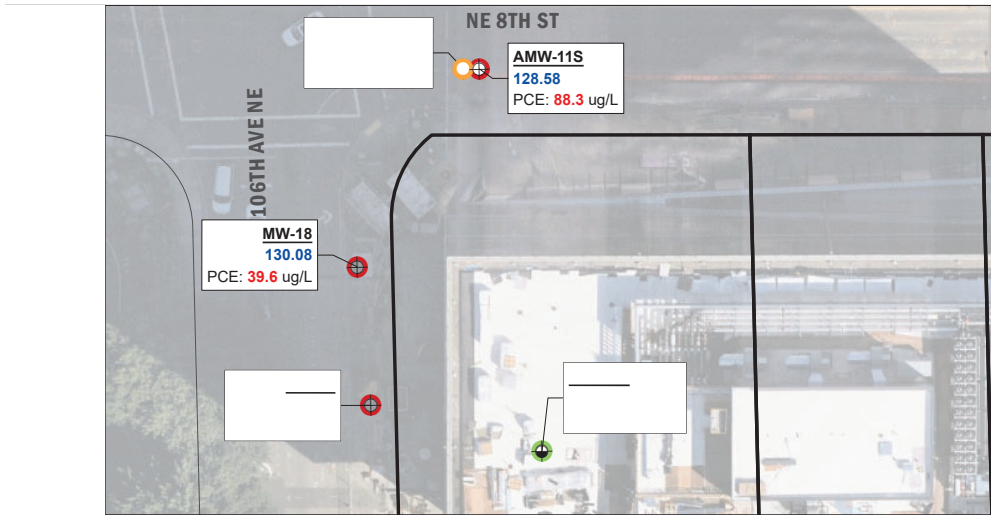 NE 8TH ST
AMW-11S
128.58
PCE: 88.3 ug/L
106TH AVE NE
MW-18
130.08
PCE: 39.6 ug/L